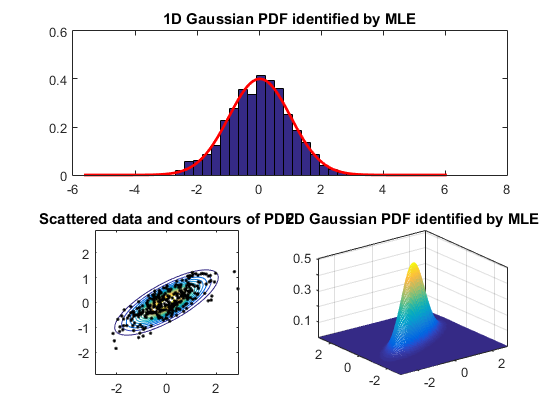 1D Gaussian PDF identified by MLE
0.6
0.4
0.2
0
-6 -4 -2 0 2 4 6 8
Scattered data and contours of PDF
2D Gaussian PDF identified by MLE
2
1
0
-1
-2
-2 0 2
0.5
0.3
0.1
2 0 -2
-2 0 2